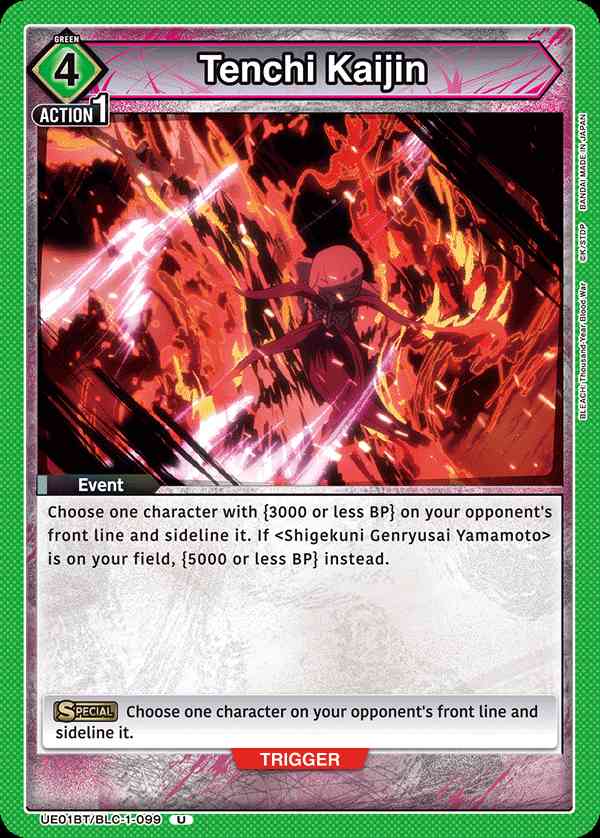 GREEN
4
Tenchi Kaijin
ACTION 1
BANDAI MADE IN JAPAN
©K/STDP
BLEACH: Thousand-Year Blood War
Event
Choose one character with {3000 or less BP} on your opponent's
front line and sideline it. If <Shigekuni Genryusai Yamamoto>
is on your field, {5000 or less BP} instead.
SPECIAL Choose one character on your opponent's front line and
sideline it.
TRIGGER
UE01BT/BLC-1-099 U